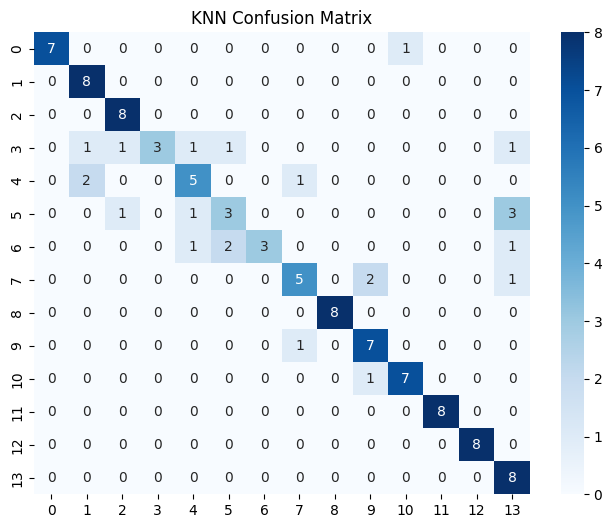 KNN Confusion Matrix
0 7 0 0 0 0 0 0 0 0 0 1 0 0 0
1 0 8 0 0 0 0 0 0 0 0 0 0 0 0
2 0 0 8 0 0 0 0 0 0 0 0 0 0 0
3 0 1 1 3 1 1 0 0 0 0 0 0 0 1
4 0 2 0 0 5 0 0 1 0 0 0 0 0 0
5 0 0 1 0 1 3 0 0 0 0 0 0 0 3
6 0 0 0 0 1 2 3 0 0 0 0 0 0 1
7 0 0 0 0 0 0 0 5 0 2 0 0 0 1
8 0 0 0 0 0 0 0 0 8 0 0 0 0 0
9 0 0 0 0 0 0 0 1 0 7 0 0 0 0
10 0 0 0 0 0 0 0 0 0 1 7 0 0 0
11 0 0 0 0 0 0 0 0 0 0 0 8 0 0
12 0 0 0 0 0 0 0 0 0 0 0 0 8 0
13 0 0 0 0 0 0 0 0 0 0 0 0 0 8
0 1 2 3 4 5 6 7 8 9 10 11 12 13
8
7
6
5
4
3
2
1
0